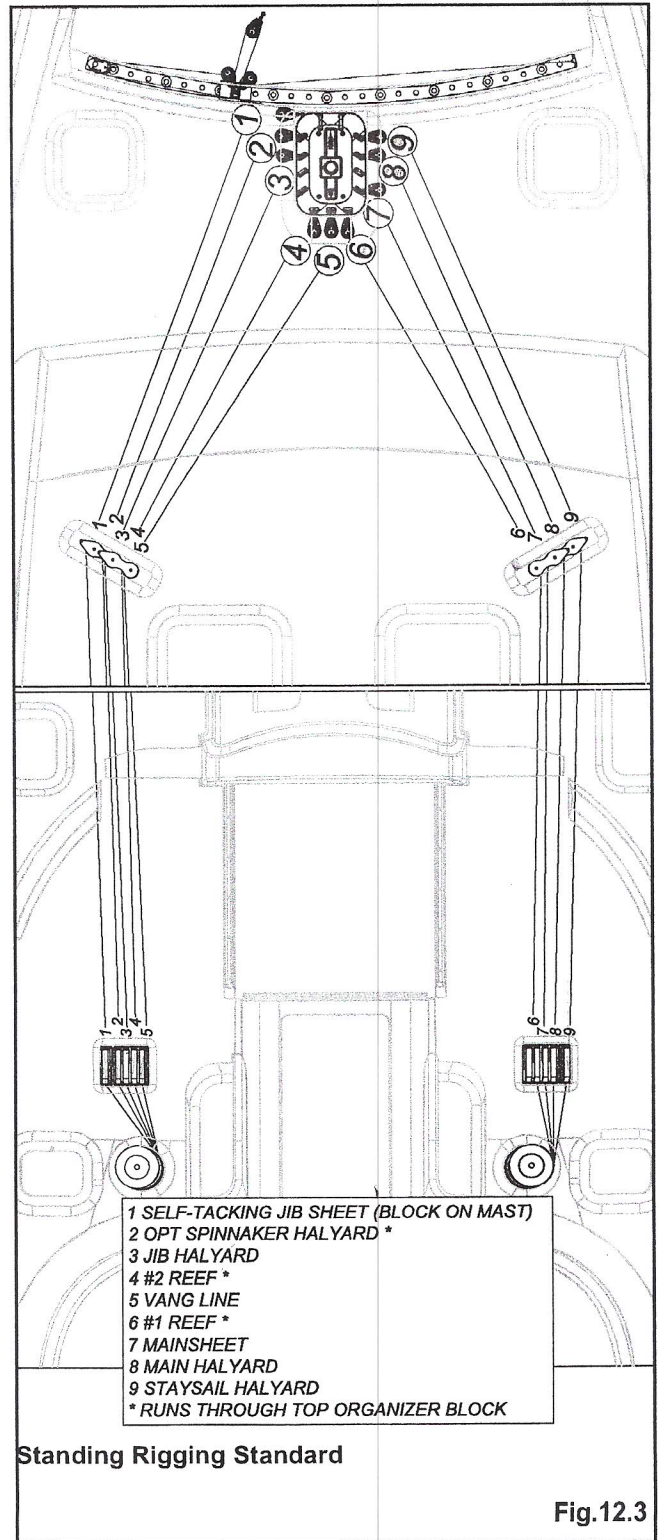 1
2
3
4
5
6
7
8
9
1
2
3
4
5
6
7
8
9
1
2
3
4
5
6
7
8
9
1 SELF-TACKING JIB SHEET (BLOCK ON MAST)
2 OPT SPINNAKER HALYARD *
3 JIB HALYARD
4 #2 REEF *
5 VANG LINE
6 #1 REEF *
7 MAINSHEET
8 MAIN HALYARD
9 STAYSAIL HALYARD
* RUNS THROUGH TOP ORGANIZER BLOCK
Standing Rigging Standard
Fig.12.3